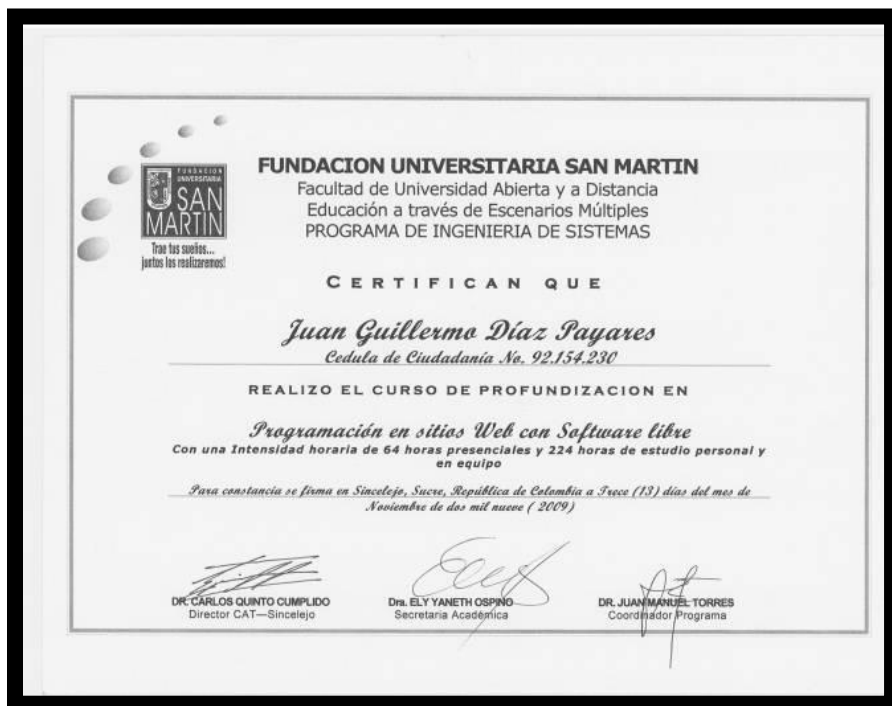 FUNDACION UNIVERSITARIA SAN MARTIN
Facultad de Universidad Abierta y a Distancia
Educación a través de Escenarios Múltiples
PROGRAMA DE INGENIERIA DE SISTEMAS
FUNDACION
UNIVERSITARIA
SAN
MARTIN
Trae tus sueños...
juntos los realizaremos!
CERTIFICAN QUE
Juan Guillermo Díaz Payares
Cedula de Ciudadanía No. 92.154.230
REALIZO EL CURSO DE PROFUNDIZACION EN
Programación en sitios Web con Software libre
Con una Intensidad horaria de 64 horas presenciales y 224 horas de estudio personal y
en equipo
Para constancia se firma en Sincelejo, Sucre, República de Colombia a Trece (13) días del mes de
Noviembre de dos mil nueve ( 2009)
DR. CARLOS QUINTO CUMPLIDO
Director CAT—Sincelejo
Dra. ELY YANETH OSPINO
Secretaria Académica
DR. JUAN MANUEL TORRES
Coordinador Programa